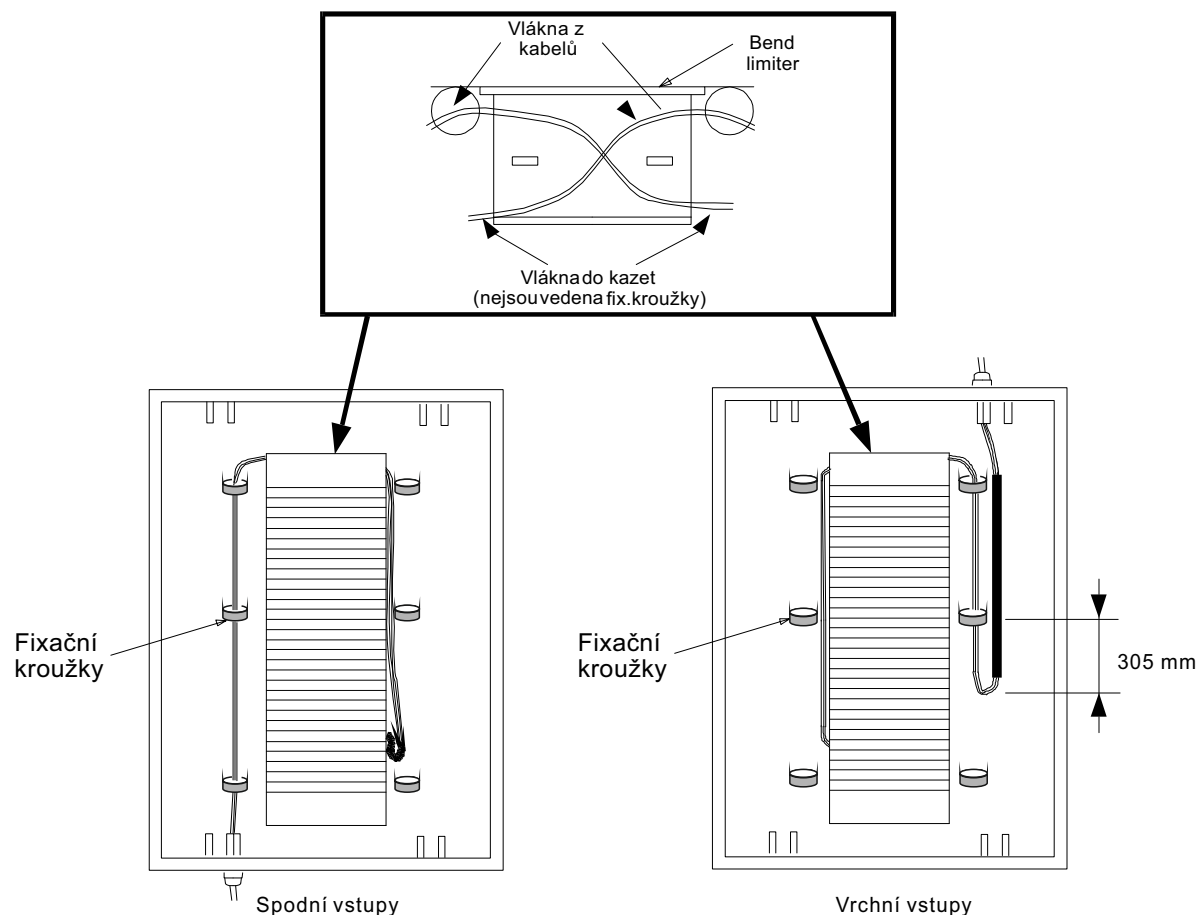 Vlákna z
kabelů
Bend
limiter
Vlákna do kazet
(nejsou vedena fix.kroužky)
Fixační
kroužky
Fixační
kroužky
305 mm
Spodní vstupy
Vrchní vstupy